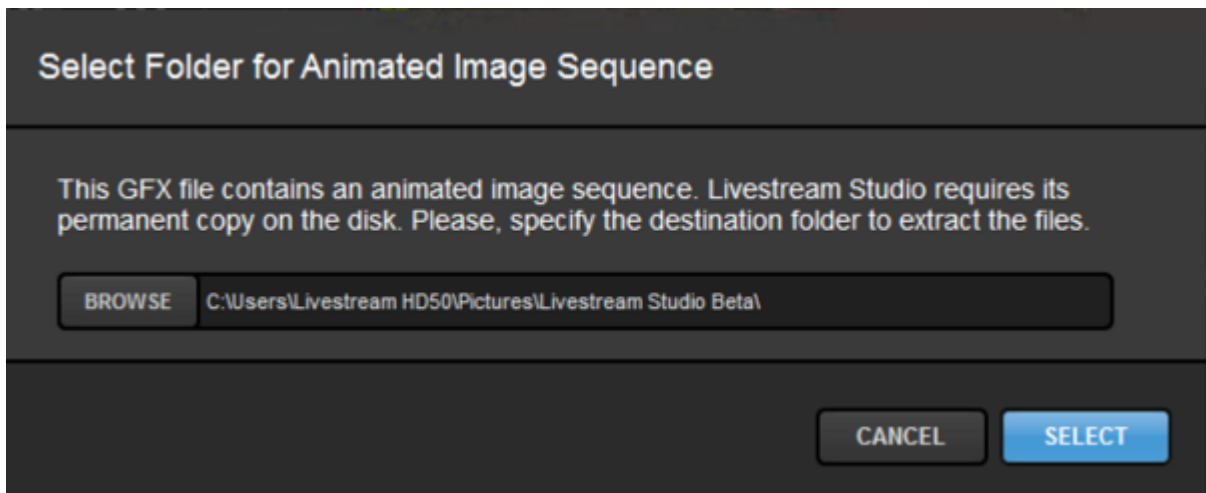 Select Folder for Animated Image Sequence
This GFX file contains an animated image sequence. Livestream Studio requires its
permanent copy on the disk. Please, specify the destination folder to extract the files.
BROWSE C:\Users\Livestream HD50\Pictures\Livestream Studio Beta\
CANCEL SELECT